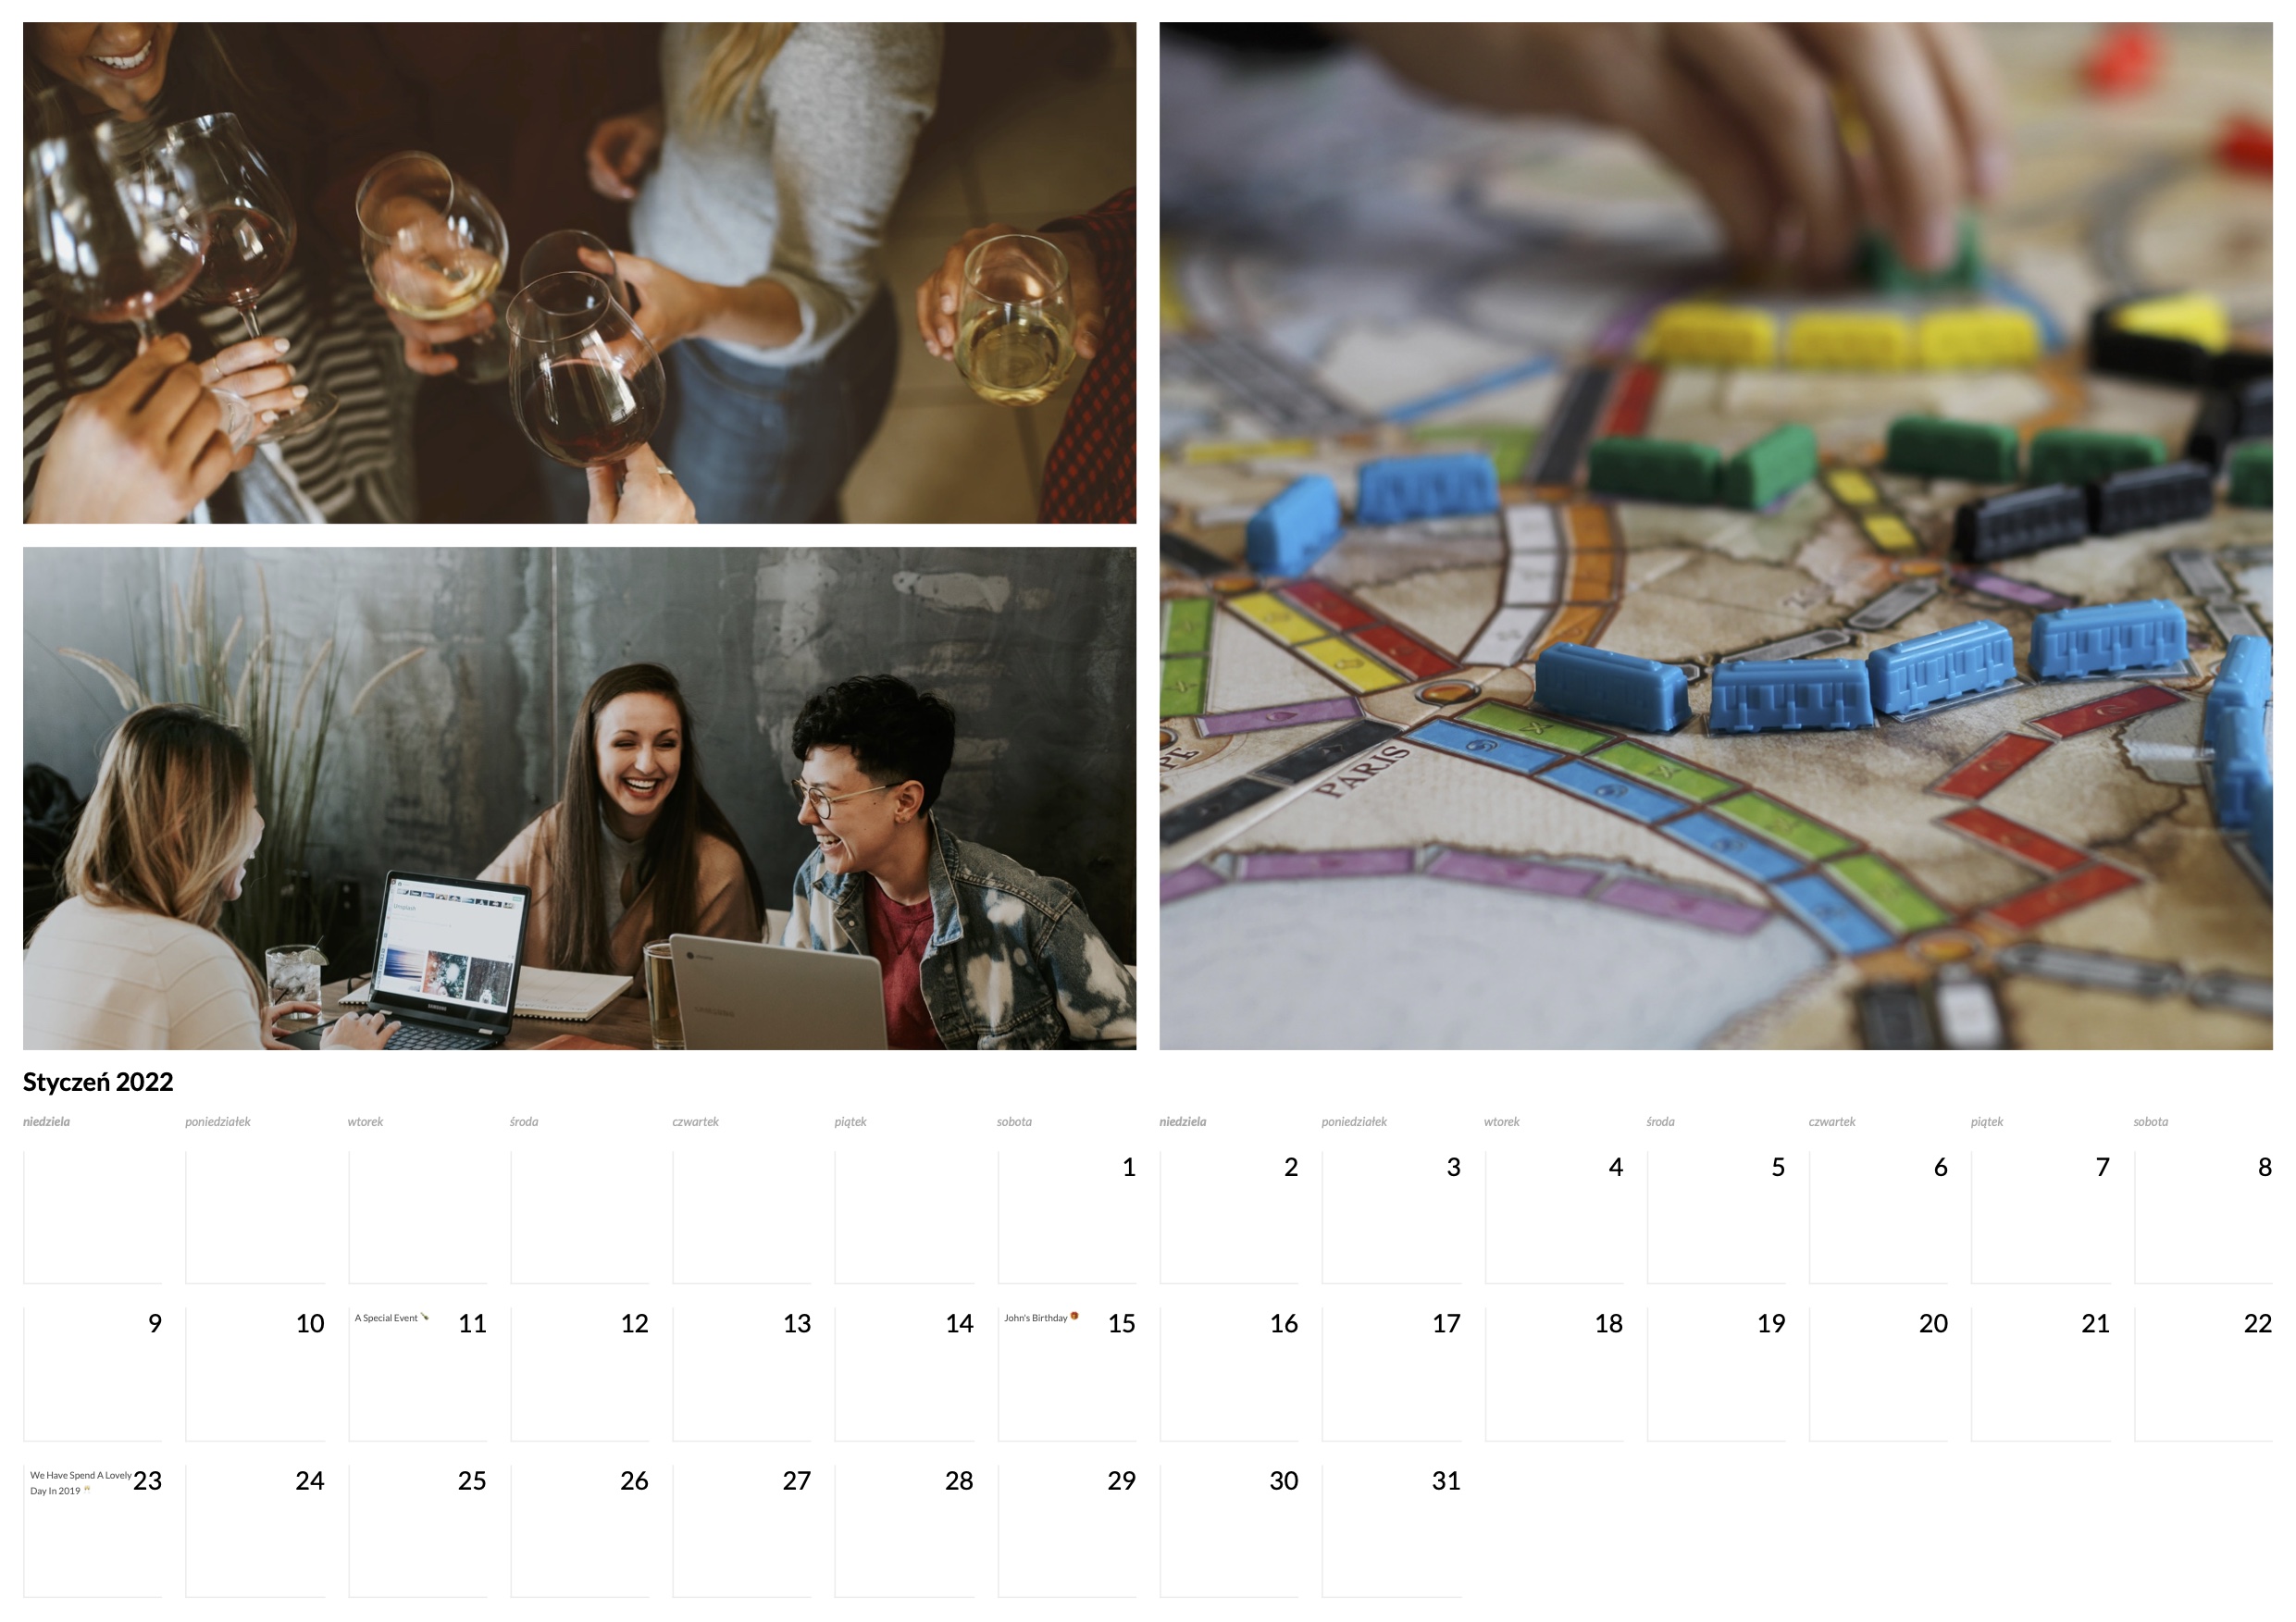 Unsplash
SAMSUNG
SAMSUNG
PARIS
Styczeń 2022
niedziela poniedziałek wtorek środa czwartek piątek sobota niedziela poniedziałek wtorek środa czwartek piątek sobota
1 2 3 4 5 6 7 8
9 10 A Special Event 11 12 13 14 John's Birthday 15 16 17 18 19 20 21 22
We Have Spend A Lovely 23 24 25 26 27 28 29 30 31
Day In 2019